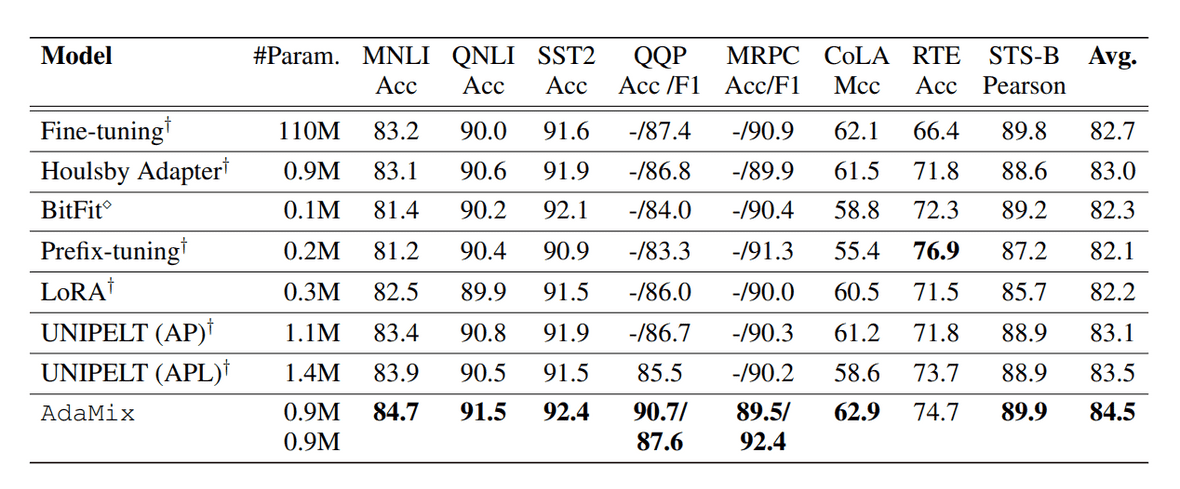 Model #Param. MNLI QNLI SST2 QQP MRPC CoLA RTE STS-B Avg.
Acc Acc Acc Acc /F1 Acc/F1 Mcc Acc Pearson
Fine-tuning† 110M 83.2 90.0 91.6 -/87.4 -/90.9 62.1 66.4 89.8 82.7
Houlsby Adapter† 0.9M 83.1 90.6 91.9 -/86.8 -/89.9 61.5 71.8 88.6 83.0
BitFit⋄ 0.1M 81.4 90.2 92.1 -/84.0 -/90.4 58.8 72.3 89.2 82.3
Prefix-tuning† 0.2M 81.2 90.4 90.9 -/83.3 -/91.3 55.4 76.9 87.2 82.1
LoRA† 0.3M 82.5 89.9 91.5 -/86.0 -/90.0 60.5 71.5 85.7 82.2
UNIPELT (AP)† 1.1M 83.4 90.8 91.9 -/86.7 -/90.3 61.2 71.8 88.9 83.1
UNIPELT (APL)† 1.4M 83.9 90.5 91.5 85.5 -/90.2 58.6 73.7 88.9 83.5
AdaMix 0.9M 84.7 91.5 92.4 90.7/ 89.5/ 62.9 74.7 89.9 84.5
0.9M 87.6 92.4